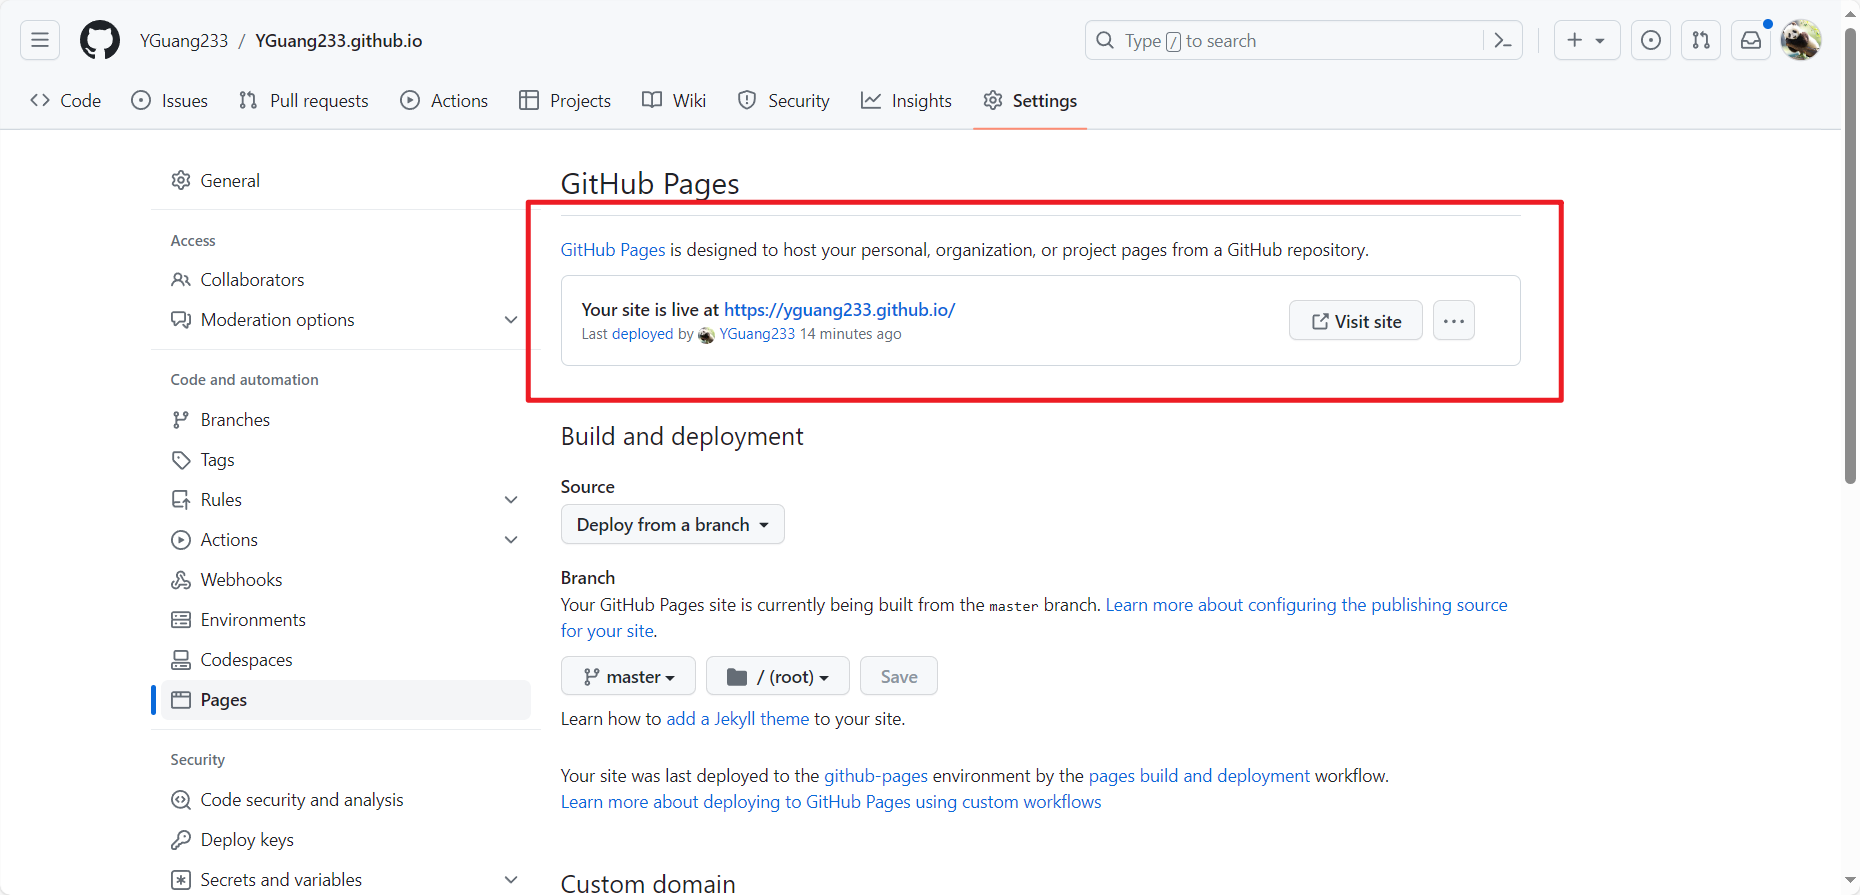 YGuang233 / YGuang233.github.io
Type / to search
Code Issues Pull requests Actions Projects Wiki Security Insights Settings
General
Access
Collaborators
Moderation options
Code and automation
Branches
Tags
Rules
Actions
Webhooks
Environments
Codespaces
Pages
Security
Code security and analysis
Deploy keys
Secrets and variables
GitHub Pages
GitHub Pages is designed to host your personal, organization, or project pages from a GitHub repository.
Your site is live at https://yguang233.github.io/
Last deployed by YGuang233 14 minutes ago
Visit site
Build and deployment
Source
Deploy from a branch
Branch
Your GitHub Pages site is currently being built from the master branch. Learn more about configuring the publishing source
for your site.
master / (root) Save
Learn how to add a Jekyll theme to your site.
Your site was last deployed to the github-pages environment by the pages build and deployment workflow.
Learn more about deploying to GitHub Pages using custom workflows
Custom domain